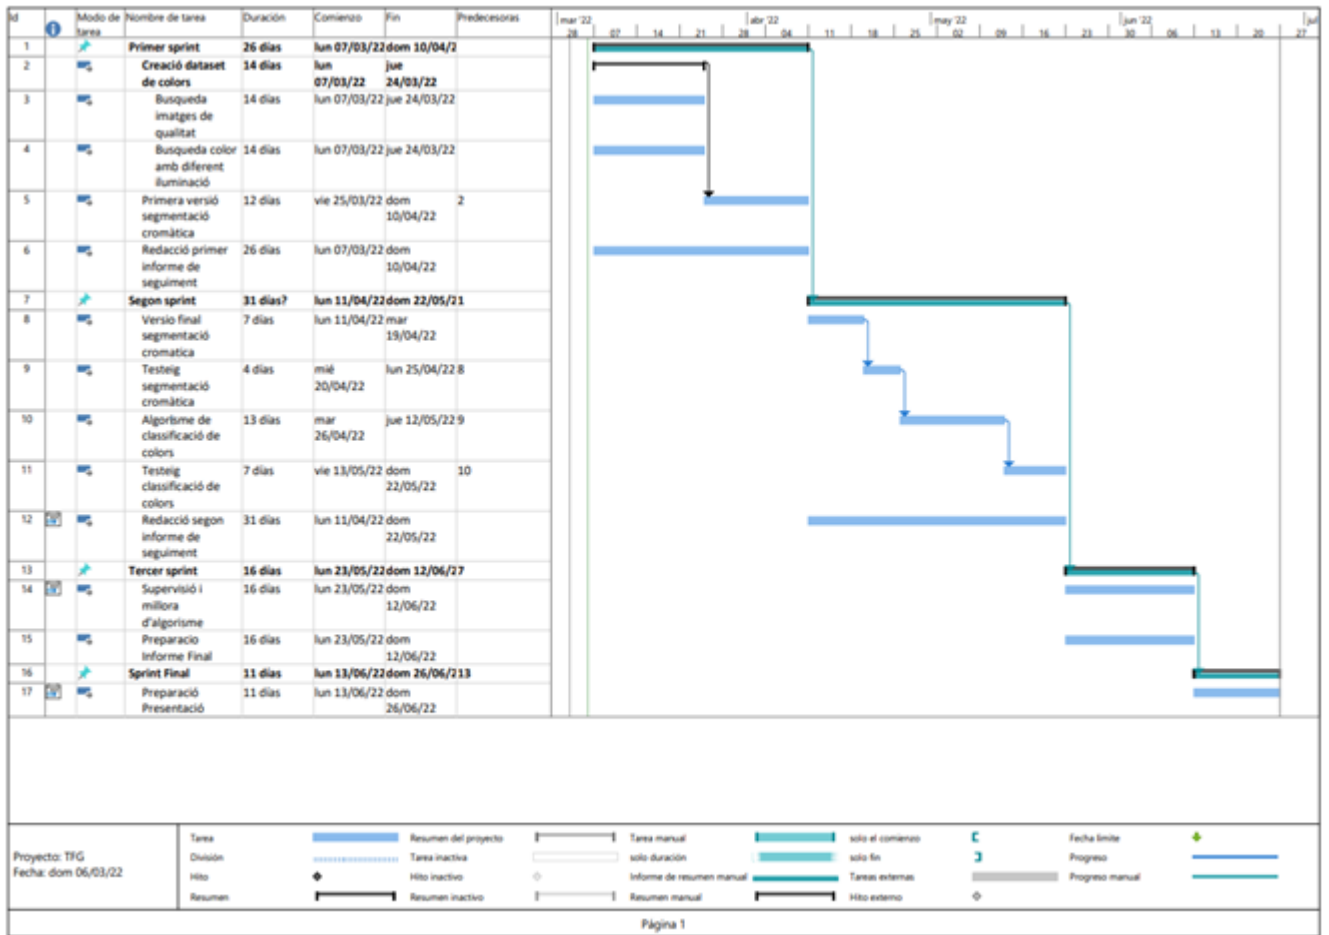 Id Modo de tarea Nombre de tarea Duración Comienzo Fin Predecesoras
mar '22 abr '22 may '22 jun '22 jul
28 07 14 21 28 04 11 18 25 02 09 16 23 30 06 13 20 27
1 Primer sprint 26 días lun 07/03/22 dom 10/04/2
2 Creació dataset de colors 14 días lun 07/03/22 jue 24/03/22
3 Busqueda imatges de qualitat 14 días lun 07/03/22 jue 24/03/22
4 Busqueda color amb diferent iluminació 14 días lun 07/03/22 jue 24/03/22
5 Primera versió segmentació cromàtica 12 días vie 25/03/22 dom 10/04/22 2
6 Redacció primer informe de seguiment 26 días lun 07/03/22 dom 10/04/22
7 Segon sprint 31 días? lun 11/04/22 dom 22/05/2 1
8 Versio final segmentació cromatica 7 días lun 11/04/22 mar 19/04/22
9 Testeig segmentació cromàtica 4 días mié 20/04/22 lun 25/04/22 8
10 Algorisme de classificació de colors 13 días mar 26/04/22 jue 12/05/22 9
11 Testeig classificació de colors 7 días vie 13/05/22 dom 22/05/22 10
12 Redacció segon informe de seguiment 31 días lun 11/04/22 dom 22/05/22
13 Tercer sprint 16 días lun 23/05/22 dom 12/06/2 7
14 Supervisió i millora d'algorisme 16 días lun 23/05/22 dom 12/06/22
15 Preparacio Informe Final 16 días lun 23/05/22 dom 12/06/22
16 Sprint Final 11 días lun 13/06/22 dom 26/06/2 13
17 Preparació Presentació 11 días lun 13/06/22 dom 26/06/22
Proyecto: TFG
Fecha: dom 06/03/22
Tarea Resumen del proyecto Tarea manual solo el comienzo Fecha límite
División Tarea inactiva solo duración solo fin Progreso
Hito Hito inactivo Informe de resumen manual Tareas externas Progreso manual
Resumen Resumen inactivo Resumen manual Hito externo
Página 1